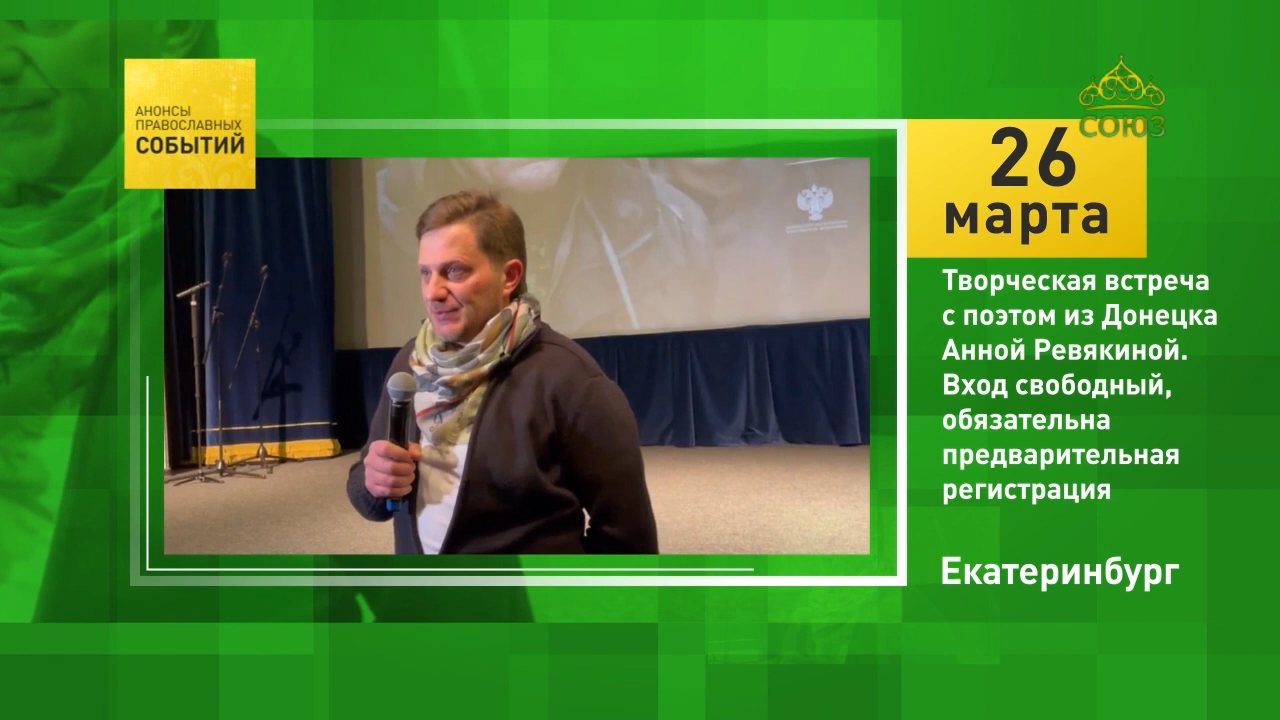 АНОНСЫ
ПРАВОСЛАВНЫХ
СОБЫТИЙ
СОЮЗ
26
марта
Творческая встреча
с поэтом из Донецка
Анной Ревякиной.
Вход свободный,
обязательна
предварительная
регистрация
Екатеринбург